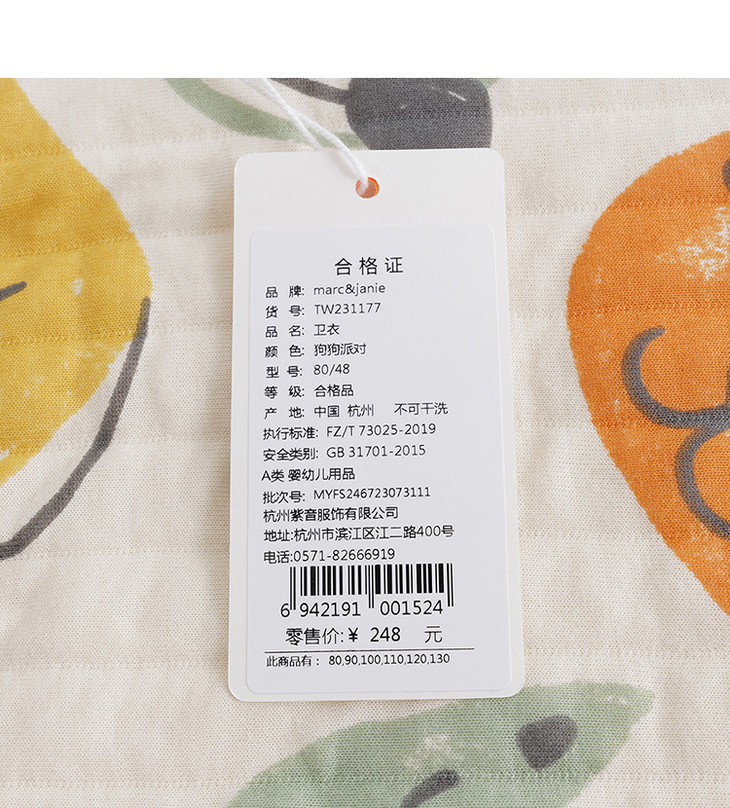 合格证
品 牌: marc&janie
货 号: TW231177
品 名: 卫衣
颜 色: 狗狗派对
型 号: 80/48
等 级: 合格品
产 地: 中国 杭州 不可干洗
执行标准: FZ/T 73025-2019
安全类别: GB 31701-2015
A类 婴幼儿用品
批次号: MYFS246723073111
杭州紫音服饰有限公司
地址:杭州市滨江区江二路400号
电话:0571-82666919
6 942191 001524
零售价:¥ 248 元
此商品有: 80,90,100,110,120,130